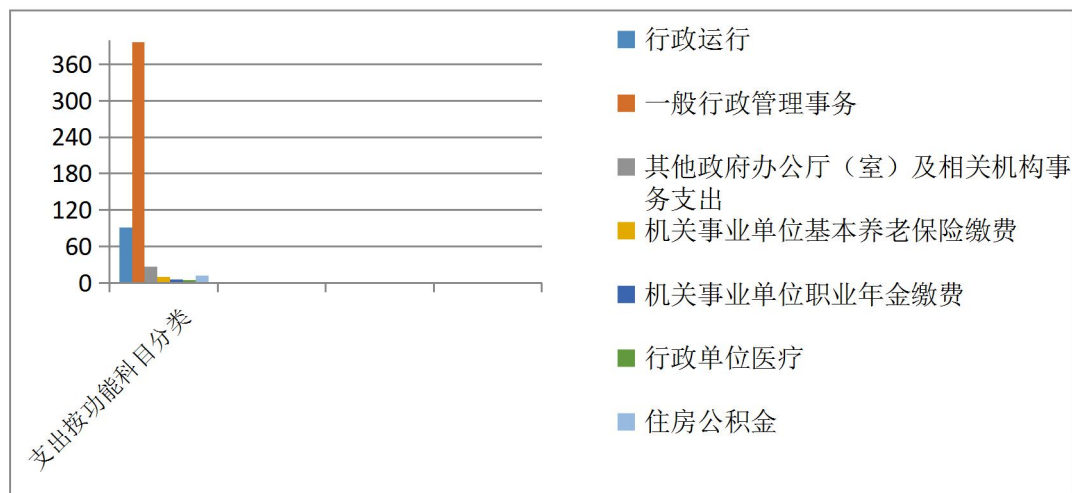 360
300
240
180
120
60
0
支出按功能科目分类
行政运行
一般行政管理事务
其他政府办公厅（室）及相关机构事
务支出
机关事业单位基本养老保险缴费
机关事业单位职业年金缴费
行政单位医疗
住房公积金